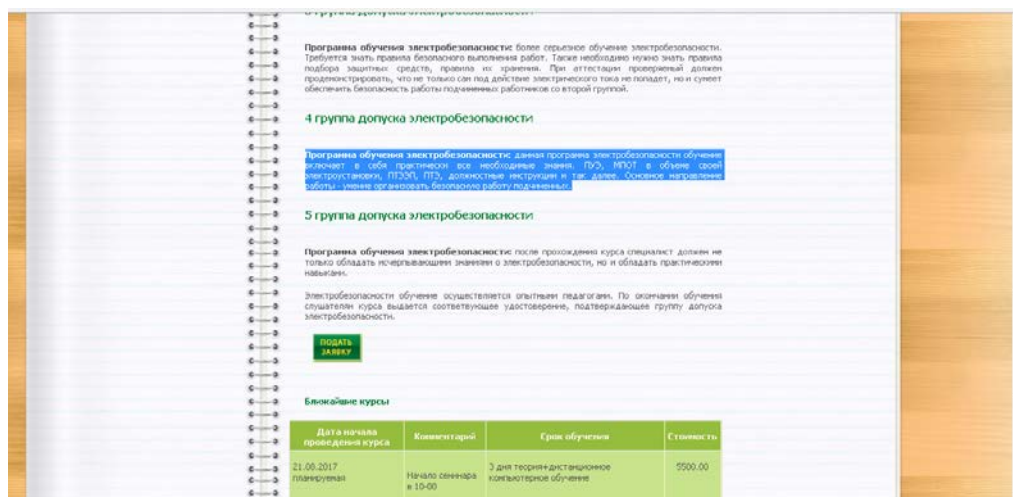 3 группа допуска электробезопасности
Программа обучения электробезопасности: более серьезное обучение электробезопасности.
Требуется знать правила безопасного выполнения работ. Также необходимо нужно знать правила
подбора защитных средств, правила их хранения. При аттестации проверяемый должен
продемонстрировать, что не только сам под действие электрического тока не попадет, но и сумеет
обеспечить безопасность работы подчиненных работников со второй группой.
4 группа допуска электробезопасности
Программа обучения электробезопасности: данная программа электробезопасности обучение
включает в себя практически все необходимые знания. ПУЭ, МПОТ в объеме своей
электроустановки, ПТЭЭП, ПТЭ, должностные инструкции и так далее. Основное направление
работы - умение организовать безопасную работу подчиненных.
5 группа допуска электробезопасности
Программа обучения электробезопасности: после прохождения курса специалист должен не
только обладать исчерпывающими знаниями о электробезопасности, но и обладать практическими
навыками.
Электробезопасности обучение осуществляется опытными педагогами. По окончании обучения
слушателям курса выдается соответствующее удостоверение, подтверждающее группу допуска
электробезопасности.
ПОДАТЬ
ЗАЯВКУ
Ближайшие курсы
Дата начала
проведения курса
Комментарий
Срок обучения
Стоимость
21.08.2017
планируемая
Начало семинара
в 10-00
3 дня теория+дистанционное
компьютерное обучение
5500.00